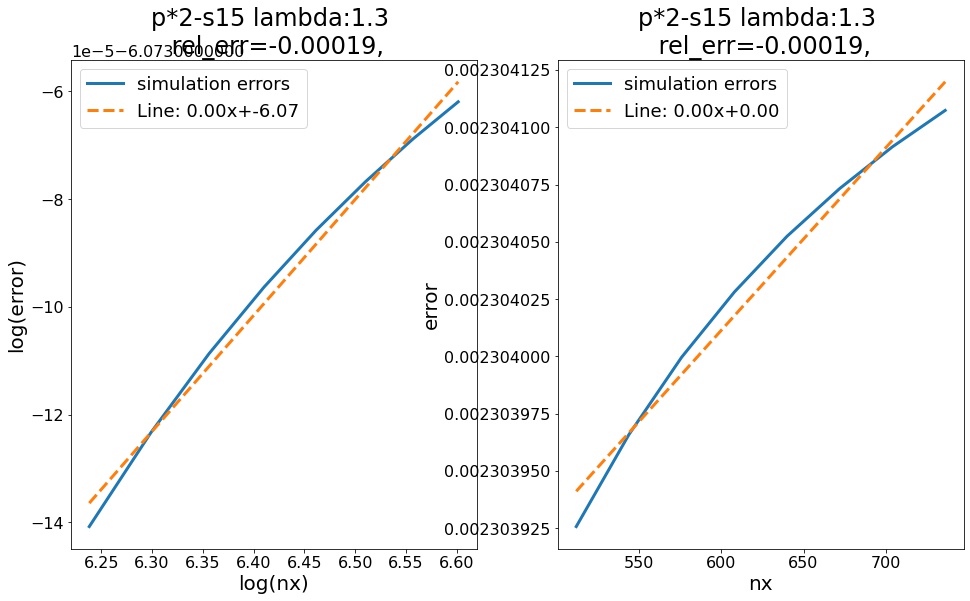 p*2-s15 lambda:1.3
rel_err=-0.00019,
1e−5−6.0730000000
simulation errors
Line: 0.00x+-6.07
−6
−8
−10
−12
−14
log(error)
6.25 6.30 6.35 6.40 6.45 6.50 6.55 6.60
log(nx)
p*2-s15 lambda:1.3
rel_err=-0.00019,
simulation errors
Line: 0.00x+0.00
0.002304125
0.002304100
0.002304075
0.002304050
0.002304025
0.002304000
0.002303975
0.002303950
0.002303925
error
550 600 650 700
nx